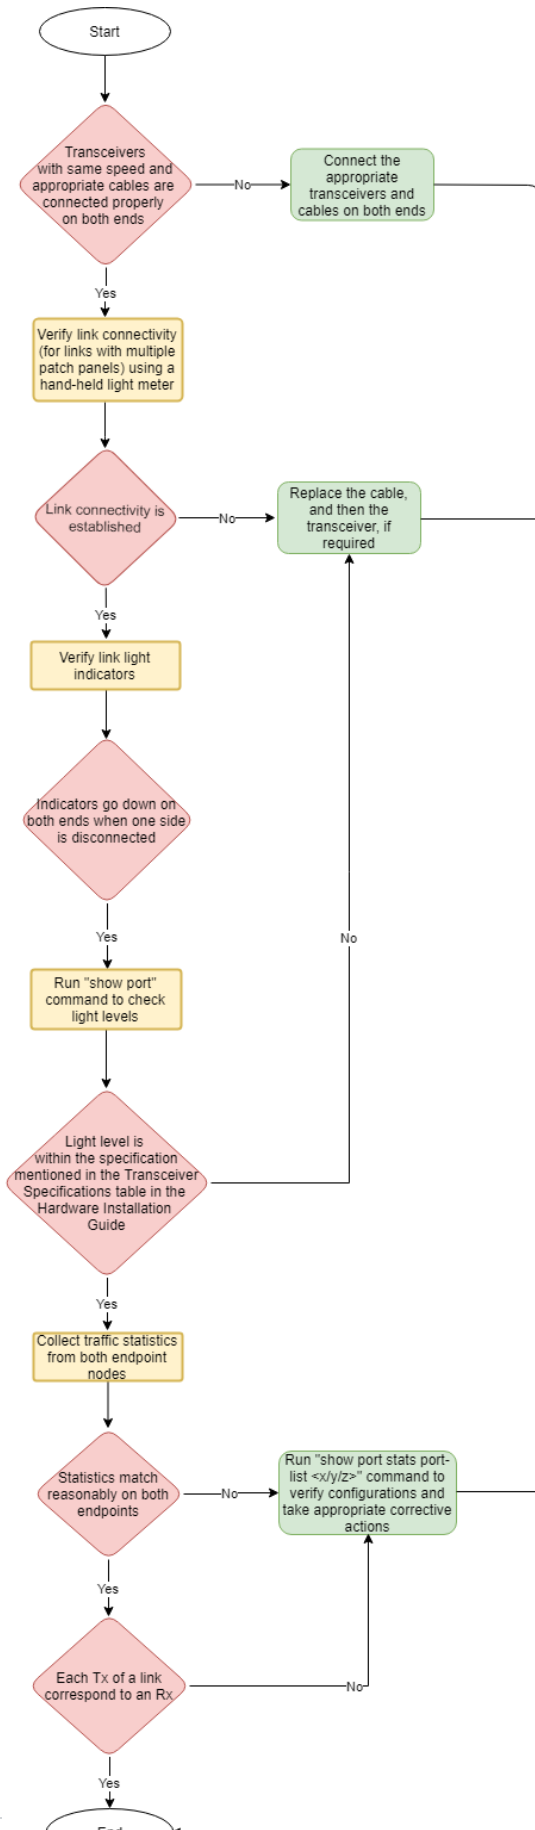 Start
Transceivers
with same speed and
appropriate cables are
connected properly
on both ends
No
Connect the
appropriate
transceivers and
cables on both ends
Yes
Verify link connectivity
(for links with multiple
patch panels) using a
hand-held light meter
Link connectivity is
established
No
Replace the cable,
and then the
transceiver, if
required
Yes
Verify link light
indicators
Indicators go down on
both ends when one side
is disconnected
Yes
No
Run "show port"
command to check
light levels
Light level is
within the specification
mentioned in the Transceiver
Specifications table in the
Hardware Installation
Guide
Yes
Collect traffic statistics
from both endpoint
nodes
Statistics match
reasonably on both
endpoints
No
Run "show port stats port-
list <x/y/z>" command to
verify configurations and
take appropriate corrective
actions
Yes
Each Tx of a link
correspond to an Rx
No
Yes
End